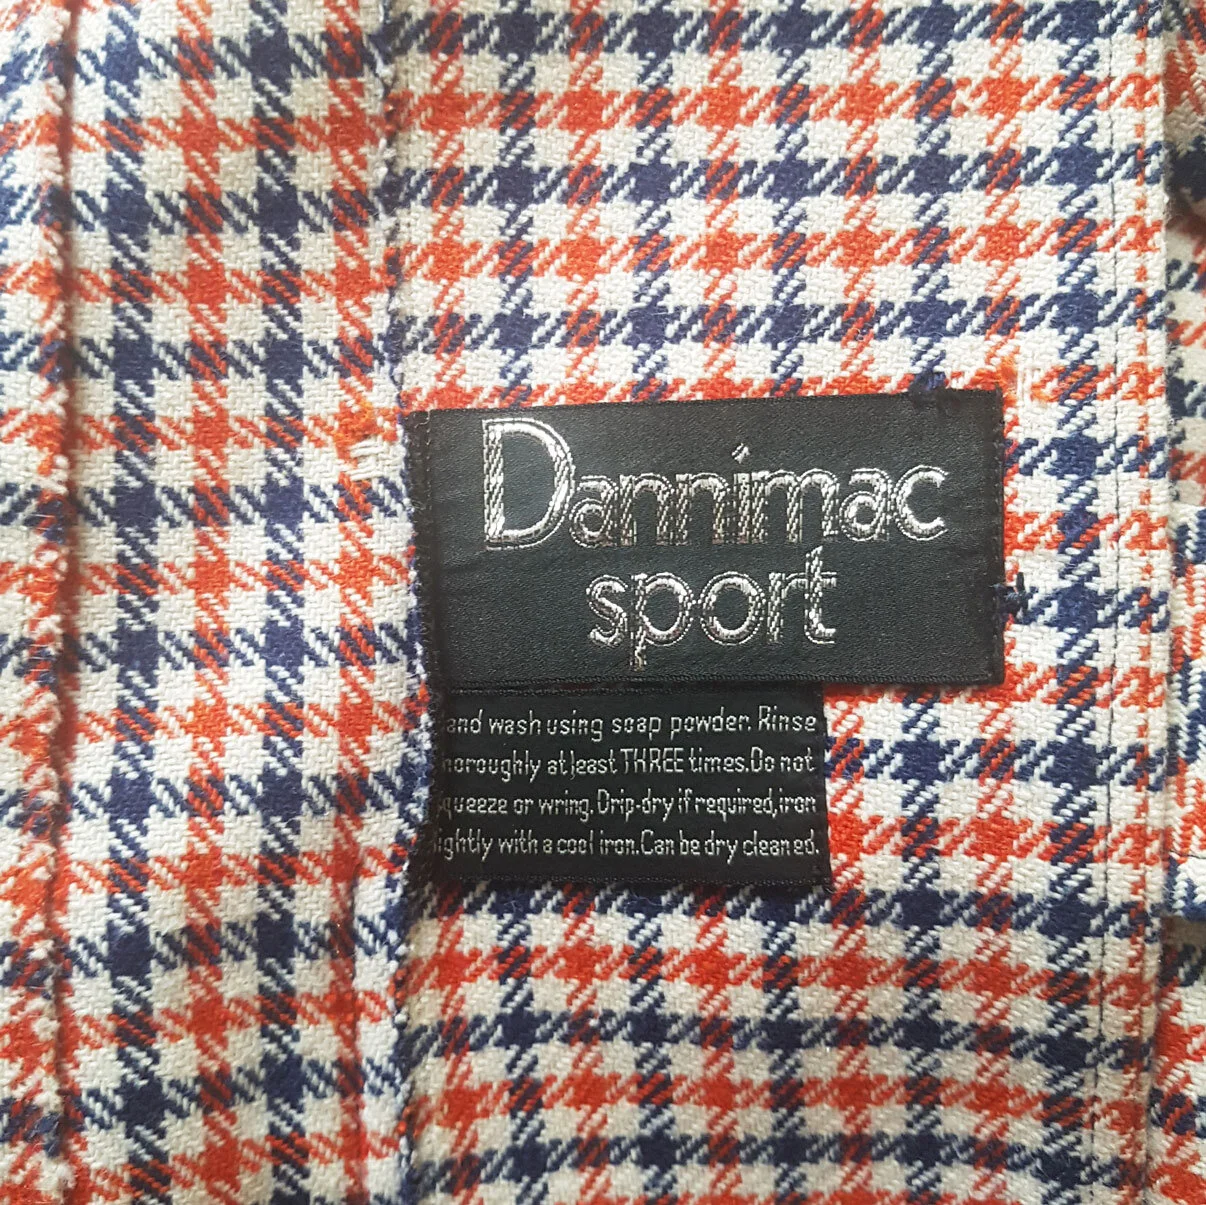 Dannimac
sport
and wash using soap powder. Rinse
horoughly at least THREE times. Do not
queeze or wring. Drip-dry if required, iron
ightly with a cool iron. Can be dry cleaned.